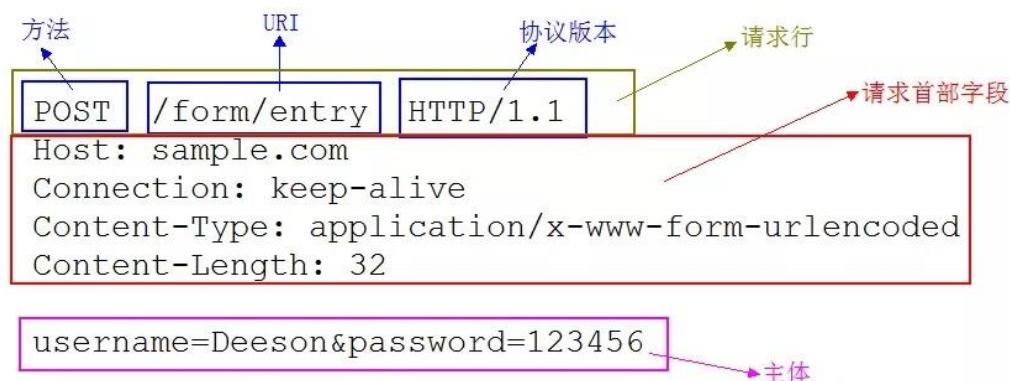 方法
URI
协议版本
请求行
POST /form/entry HTTP/1.1
请求首部字段
Host: sample.com
Connection: keep-alive
Content-Type: application/x-www-form-urlencoded
Content-Length: 32
username=Deeson&password=123456
主体